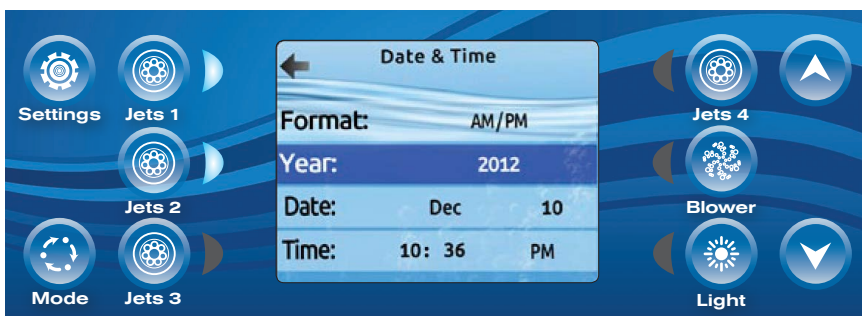 Settings
Jets 1
Jets 2
Mode
Jets 3
Date & Time
Format: AM/PM
Year: 2012
Date: Dec 10
Time: 10: 36 PM
Jets 4
Blower
Light